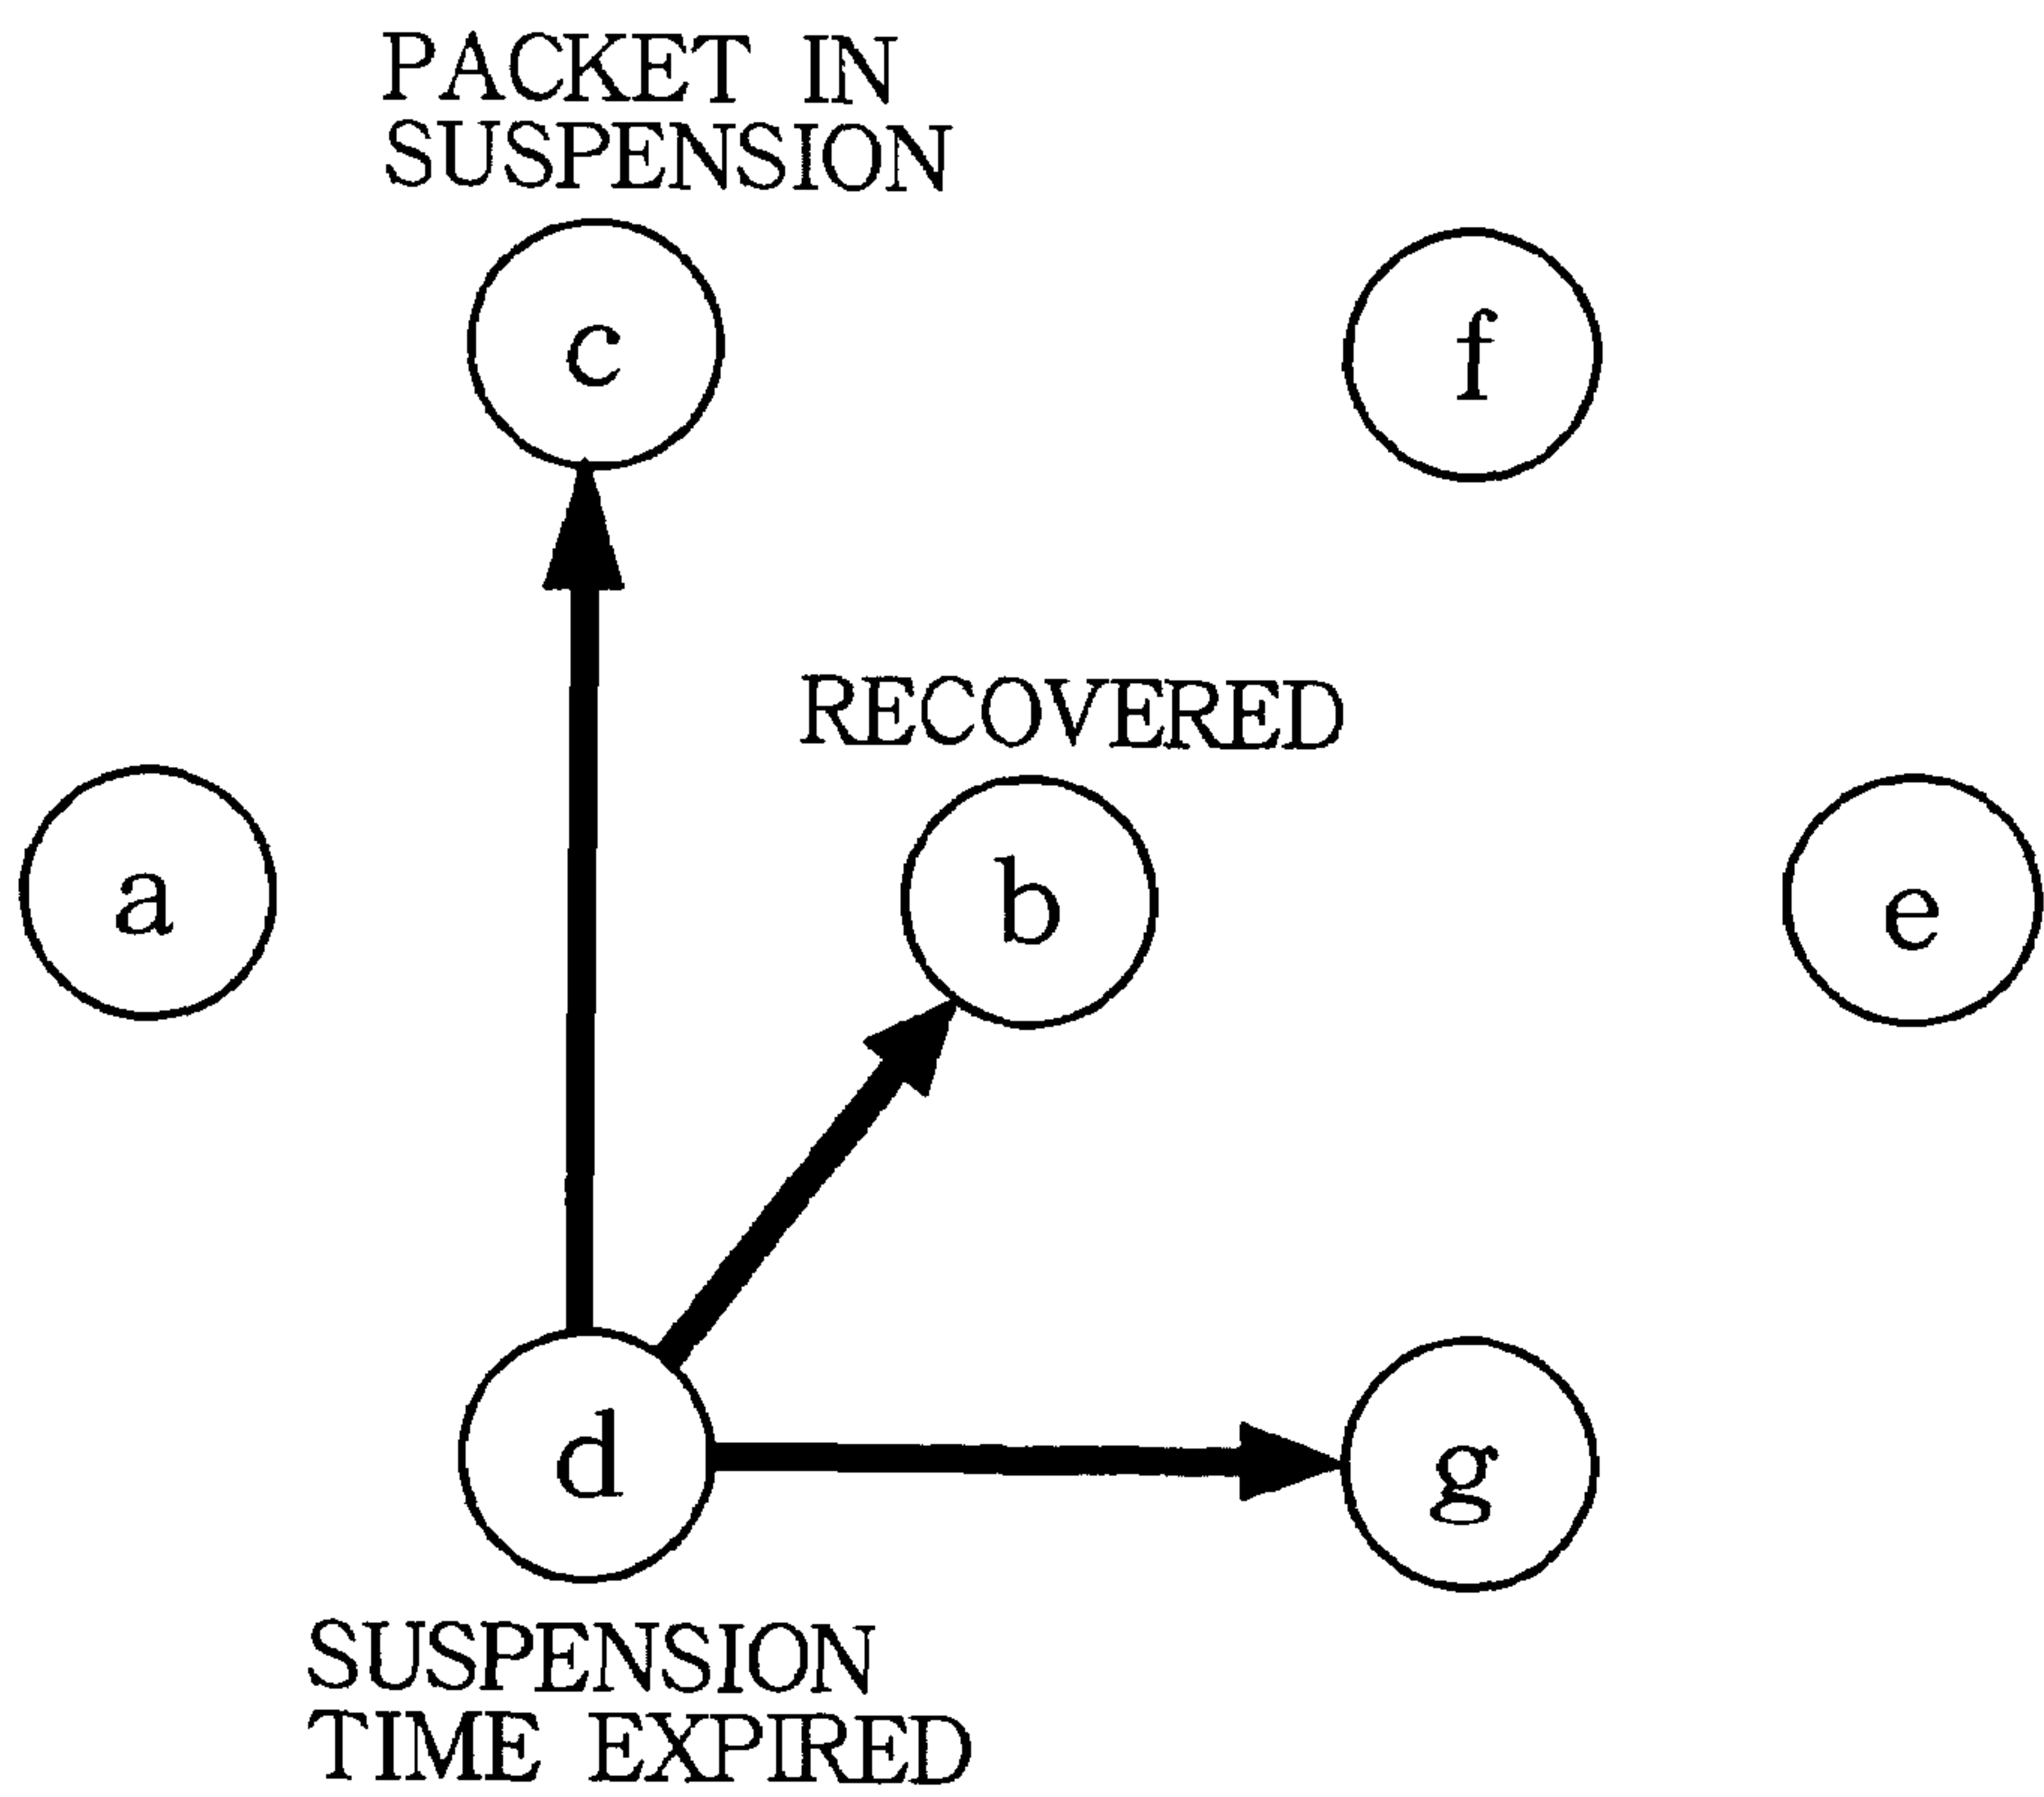 PACKET IN
SUSPENSION
c
f
RECOVERED
a
b
e
d
g
SUSPENSION
TIME EXPIRED